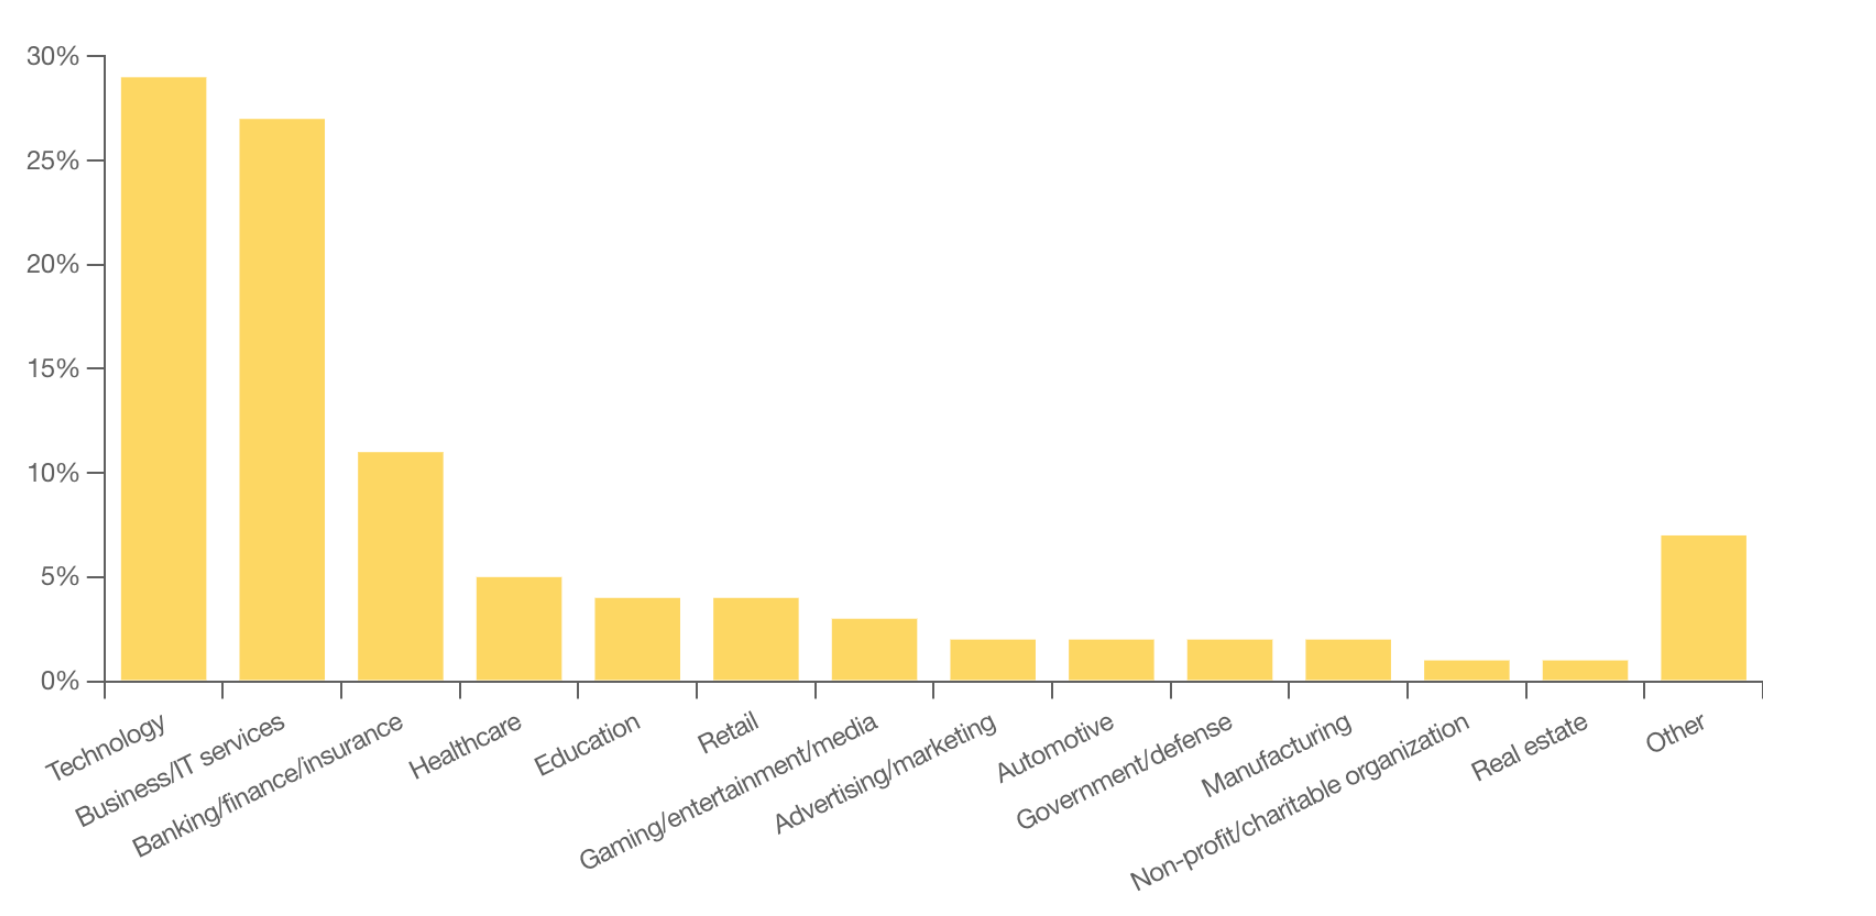 30%
25%
20%
15%
10%
5%
0%
Technology
Business/IT services
Banking/finance/insurance
Healthcare
Education
Retail
Gaming/entertainment/media
Advertising/marketing
Automotive
Government/defense
Manufacturing
Non-profit/charitable organization
Real estate
Other